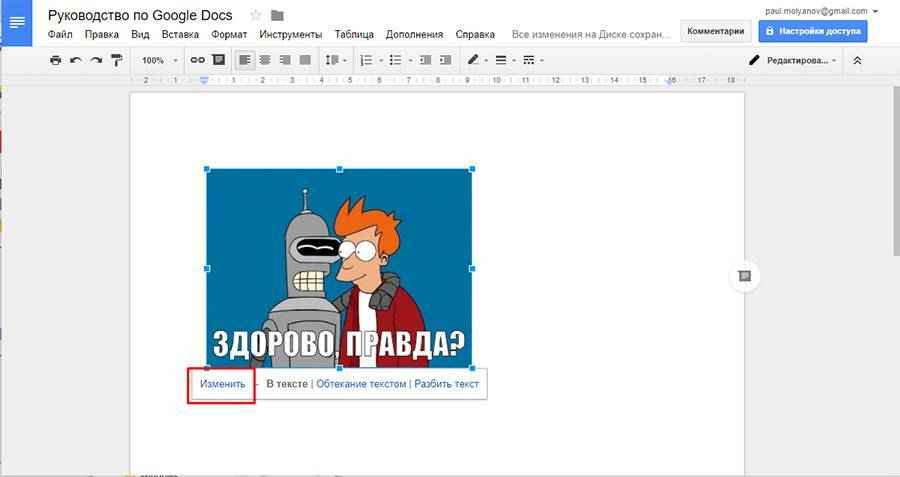 paul.molyanov@gmail.com
Руководство по Google Docs
Файл Правка Вид Вставка Формат Инструменты Таблица Дополнения Справка Все изменения на Диске сохран...
Комментарии
Настройки доступа
100%
Редактирова...
2 1 1 2 3 4 5 6 7 8 9 10 11 12 13 14 15 16 17 18
ЗДОРОВО, ПРАВДА?
Изменить - В тексте | Обтекание текстом | Разбить текст